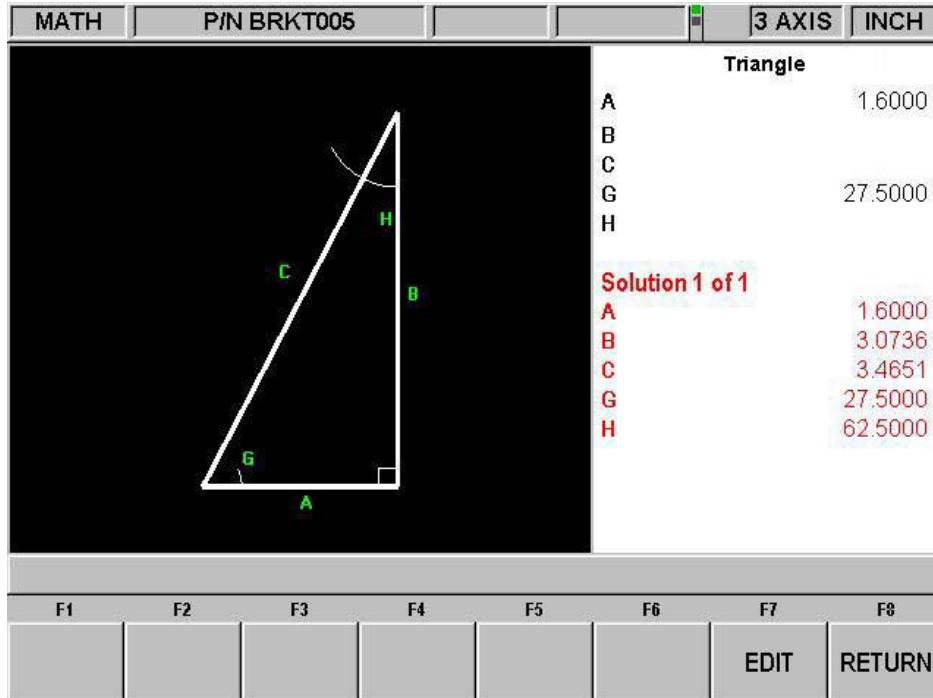 MATH P/N BRKT005 3 AXIS INCH
Triangle
A 1.6000
B
C
G 27.5000
H
Solution 1 of 1
A 1.6000
B 3.0736
C 3.4651
G 27.5000
H 62.5000
H
C
B
G
A
F1 F2 F3 F4 F5 F6 F7 F8
EDIT RETURN